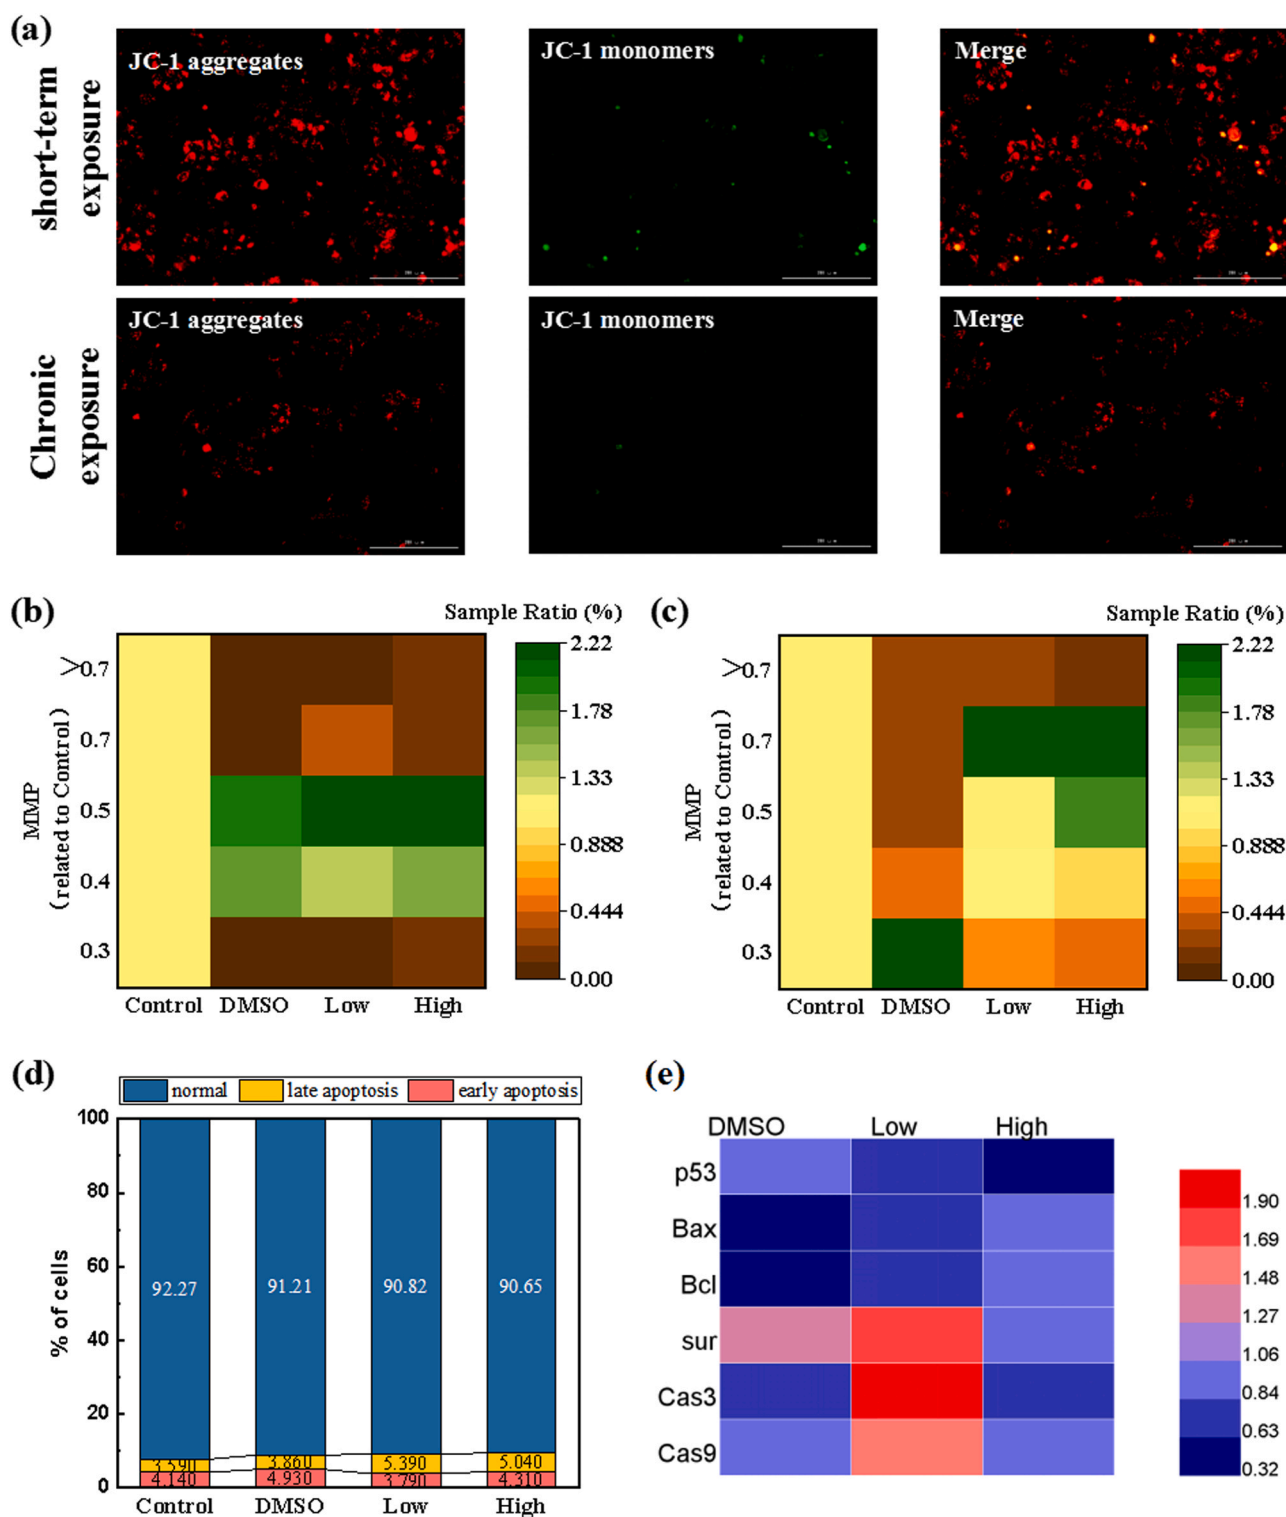 (a)
short-term
exposure
JC-1 aggregates
JC-1 monomers
Merge
Chronic
exposure
JC-1 aggregates
JC-1 monomers
Merge
(b)
Sample Ratio (%)
MMP
(related to Control)
>0.7
0.7
0.5
0.4
0.3
Control DMSO Low High
2.22
1.78
1.33
0.888
0.444
0.00
(c)
Sample Ratio (%)
MMP
(related to Control)
>0.7
0.7
0.5
0.4
0.3
Control DMSO Low High
2.22
1.78
1.33
0.888
0.444
0.00
(d)
normal late apoptosis early apoptosis
% of cells
100
80
60
40
20
0
92.27 91.21 90.82 90.65
3.590 3.860 5.390 5.040
4.140 4.930 3.790 4.310
Control DMSO Low High
(e)
DMSO Low High
p53
Bax
Bcl
sur
Cas3
Cas9
1.90
1.69
1.48
1.27
1.06
0.84
0.63
0.32